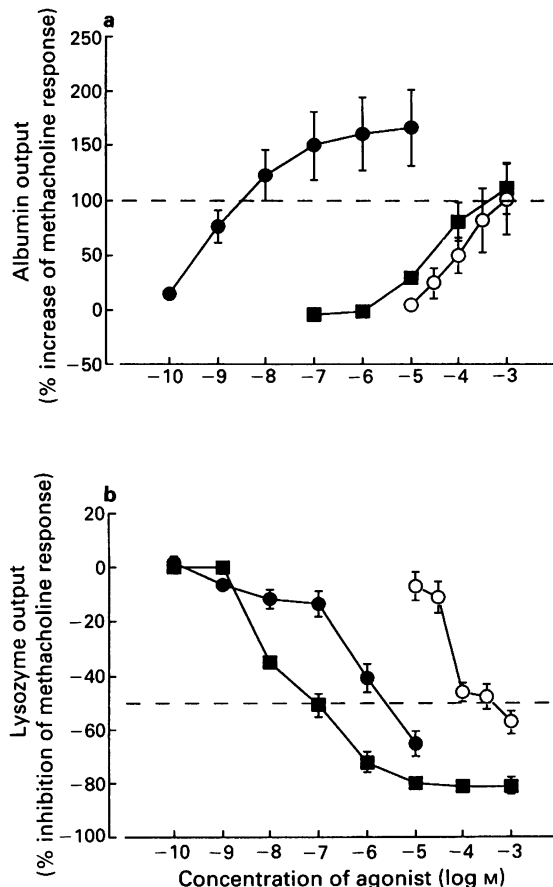 a
Albumin output
(% increase of methacholine response)
250
200
150
100
50
0
−50
−10 −9 −8 −7 −6 −5 −4 −3
b
Lysozyme output
(% inhibition of methacholine response)
20
0
−20
−40
−60
−80
−100
−10 −9 −8 −7 −6 −5 −4 −3
Concentration of agonist (log M)